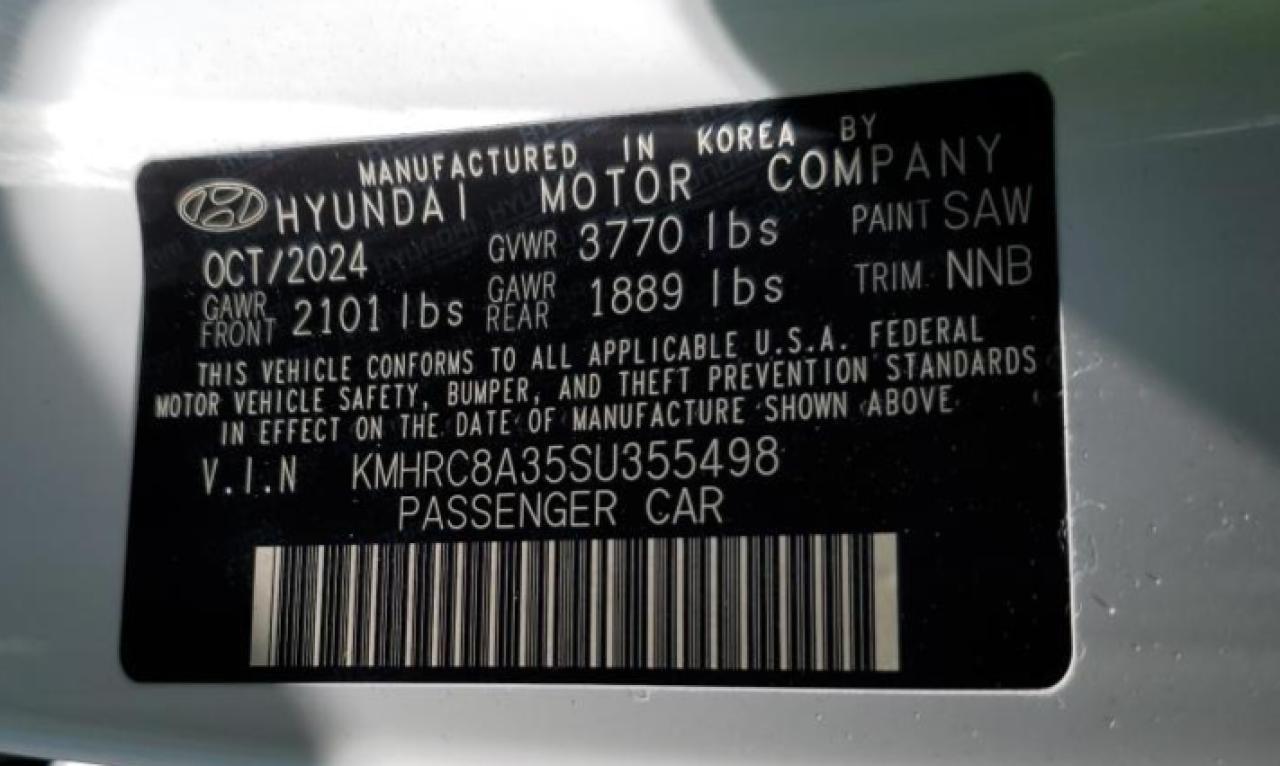 MANUFACTURED IN KOREA BY
HYUNDAI MOTOR COMPANY
OCT/2024 GVWR 3770 lbs PAINT SAW
GAWR FRONT 2101 lbs GAWR REAR 1889 lbs TRIM NNB
THIS VEHICLE CONFORMS TO ALL APPLICABLE U.S.A. FEDERAL
MOTOR VEHICLE SAFETY, BUMPER, AND THEFT PREVENTION STANDARDS
IN EFFECT ON THE DATE OF MANUFACTURE SHOWN ABOVE
V.I.N KMHRC8A35SU355498
PASSENGER CAR